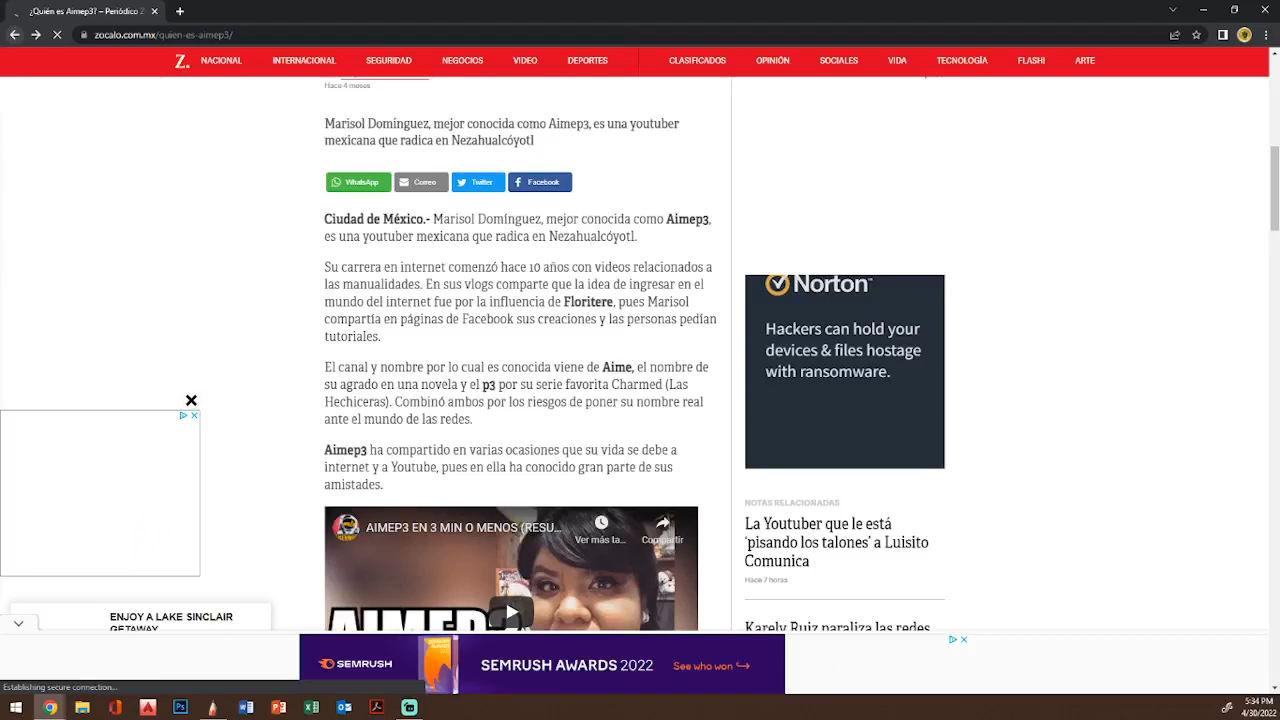 ¿Quién es Aimep3? – Periódico Z
zocalo.com.mx/quien-es-aimep3/
Z. NACIONAL INTERNACIONAL SEGURIDAD NEGOCIOS VIDEO DEPORTES CLASIFICADOS OPINIÓN SOCIALES VIDA TECNOLOGÍA FLASH! ARTE
Hace 4 meses
Marisol Domínguez, mejor conocida como Aimep3, es una youtuber
mexicana que radica en Nezahualcóyotl
WhatsApp Correo Twitter Facebook
Ciudad de México.- Marisol Domínguez, mejor conocida como Aimep3,
es una youtuber mexicana que radica en Nezahualcóyotl.
Su carrera en internet comenzó hace 10 años con videos relacionados a
las manualidades. En sus vlogs comparte que la idea de ingresar en el
mundo del internet fue por la influencia de Floritere, pues Marisol
compartía en páginas de Facebook sus creaciones y las personas pedían
tutoriales.
El canal y nombre por lo cual es conocida viene de Aime, el nombre de
su agrado en una novela y el p3 por su serie favorita Charmed (Las
Hechiceras). Combinó ambos por los riesgos de poner su nombre real
ante el mundo de las redes.
Aimep3 ha compartido en varias ocasiones que su vida se debe a
internet y a Youtube, pues en ella ha conocido gran parte de sus
amistades.
AIMEP3 EN 3 MIN O MENOS (RESU...
Ver más ta...
Compartir
AIMEP3
Norton
Hackers can hold your
devices & files hostage
with ransomware.
NOTAS RELACIONADAS
La Youtuber que le está
‘pisando los talones’ a Luisito
Comunica
Hace 7 horas
Karely Ruiz paraliza las redes
ENJOY A LAKE SINCLAIR
GETAWAY
SEMRUSH
SEMRUSH AWARDS 2022
See who won
Establishing secure connection...
5:34 PM
4/30/2022